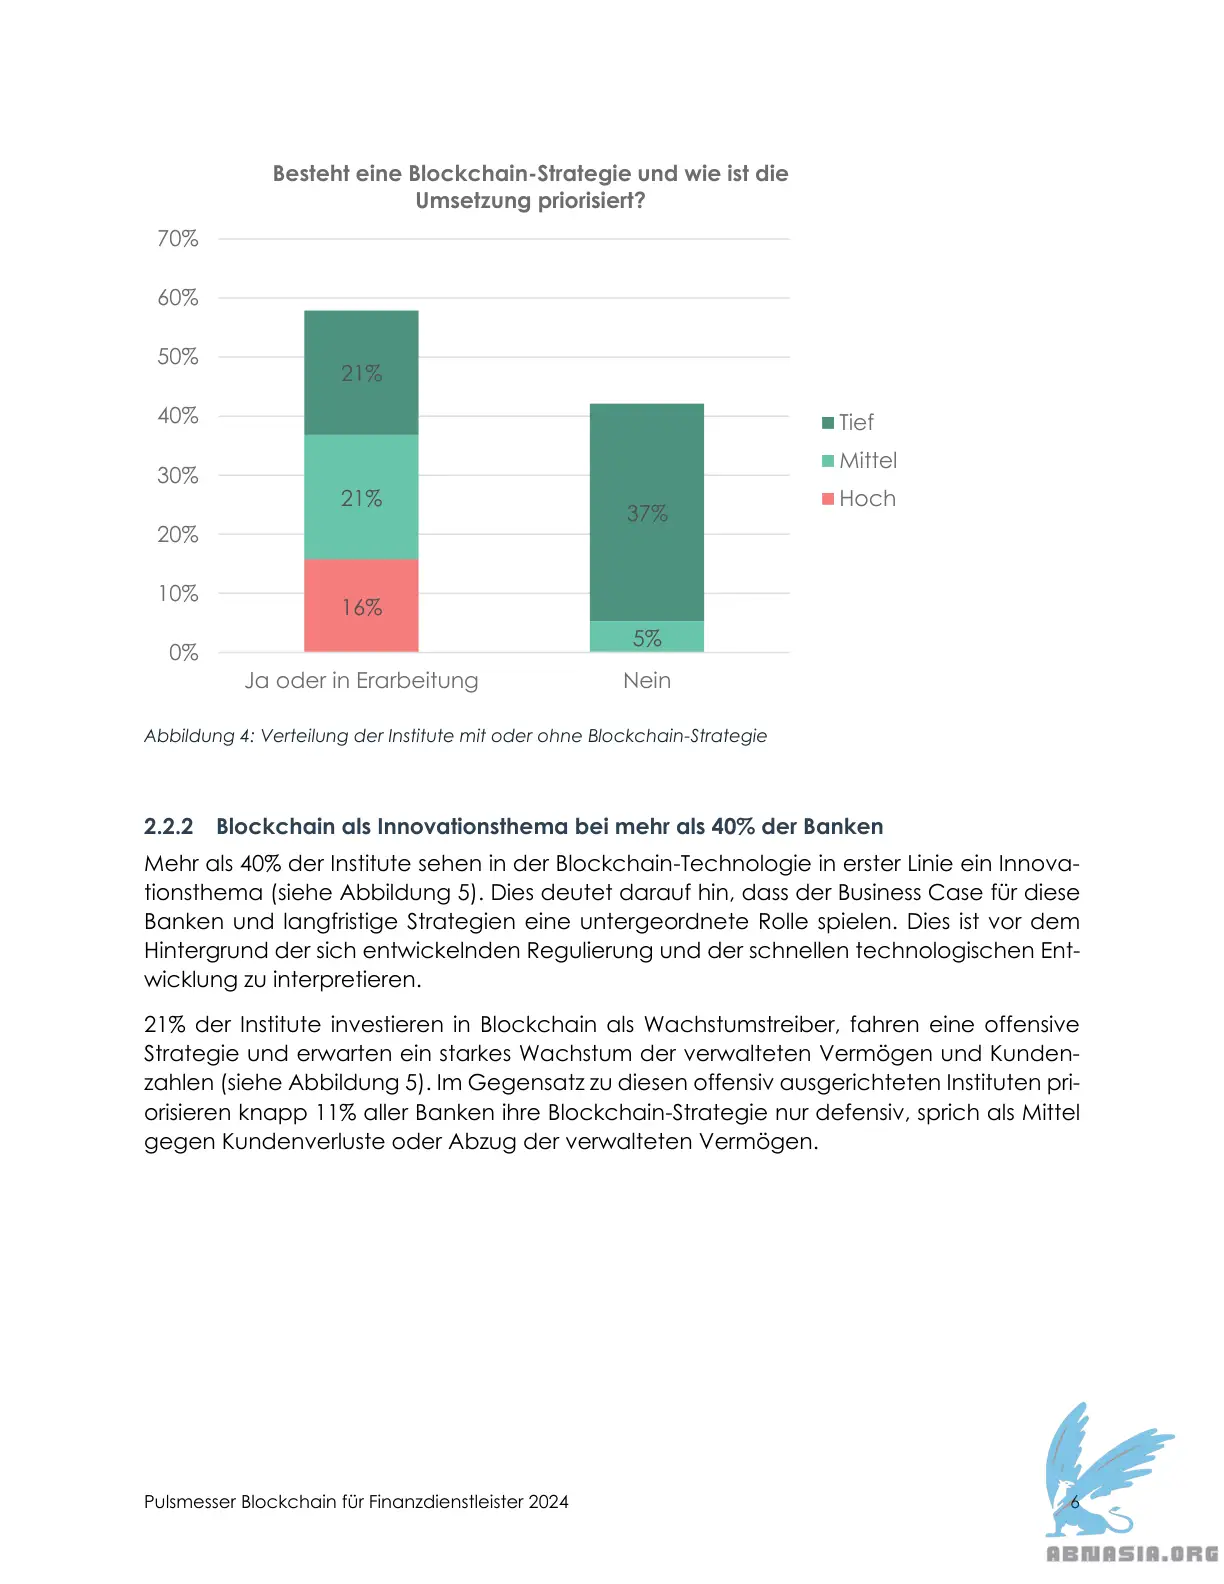 Besteht eine Blockchain-Strategie und wie ist die
Umsetzung priorisiert?
70%
60%
50%
40%
30%
20%
10%
0%
21%
21%
16%
37%
5%
Ja oder in Erarbeitung
Nein
Tief
Mittel
Hoch
Abbildung 4: Verteilung der Institute mit oder ohne Blockchain-Strategie
2.2.2 Blockchain als Innovationsthema bei mehr als 40% der Banken
Mehr als 40% der Institute sehen in der Blockchain-Technologie in erster Linie ein Innova-
tionsthema (siehe Abbildung 5). Dies deutet darauf hin, dass der Business Case für diese
Banken und langfristige Strategien eine untergeordnete Rolle spielen. Dies ist vor dem
Hintergrund der sich entwickelnden Regulierung und der schnellen technologischen Ent-
wicklung zu interpretieren.
21% der Institute investieren in Blockchain als Wachstumstreiber, fahren eine offensive
Strategie und erwarten ein starkes Wachstum der verwalteten Vermögen und Kunden-
zahlen (siehe Abbildung 5). Im Gegensatz zu diesen offensiv ausgerichteten Instituten pri-
orisieren knapp 11% aller Banken ihre Blockchain-Strategie nur defensiv, sprich als Mittel
gegen Kundenverluste oder Abzug der verwalteten Vermögen.
Pulsmesser Blockchain für Finanzdienstleister 2024
6
ABNASIA.ORG